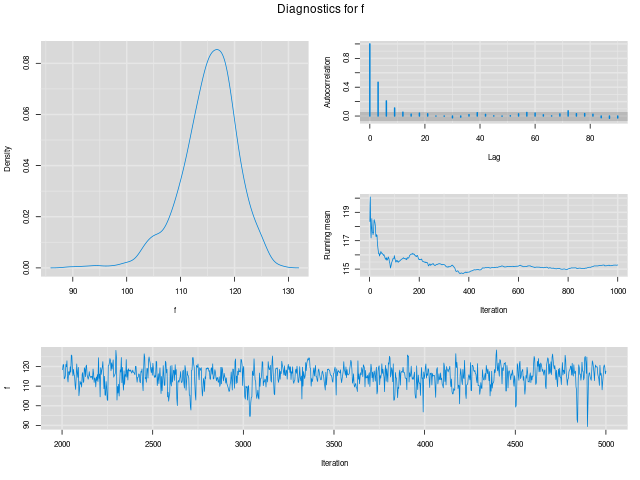 Diagnostics for f
Density
0.00 0.02 0.04 0.06 0.08
90 100 110 120 130
f
Autocorrelation
0.0 0.4 0.8
0 20 40 60 80
Lag
Running mean
115 117 119
0 200 400 600 800 1000
Iteration
f
90 100 110 120
2000 2500 3000 3500 4000 4500 5000
Iteration